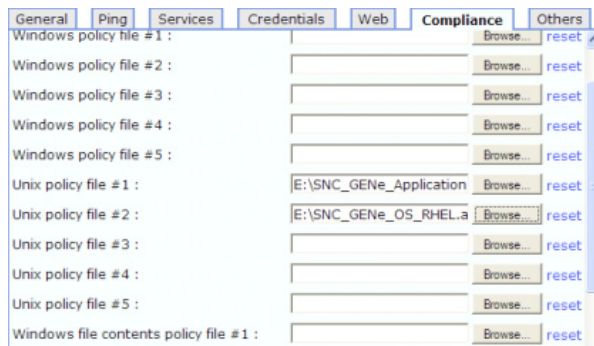 General Ping Services Credentials Web Compliance Others
Windows policy file #1 : Browse... reset
Windows policy file #2 : Browse... reset
Windows policy file #3 : Browse... reset
Windows policy file #4 : Browse... reset
Windows policy file #5 : Browse... reset
Unix policy file #1 : E:\SNC_GENe_Application Browse... reset
Unix policy file #2 : E:\SNC_GENe_OS_RHEL.a Browse... reset
Unix policy file #3 : Browse... reset
Unix policy file #4 : Browse... reset
Unix policy file #5 : Browse... reset
Windows file contents policy file #1 : Browse... reset